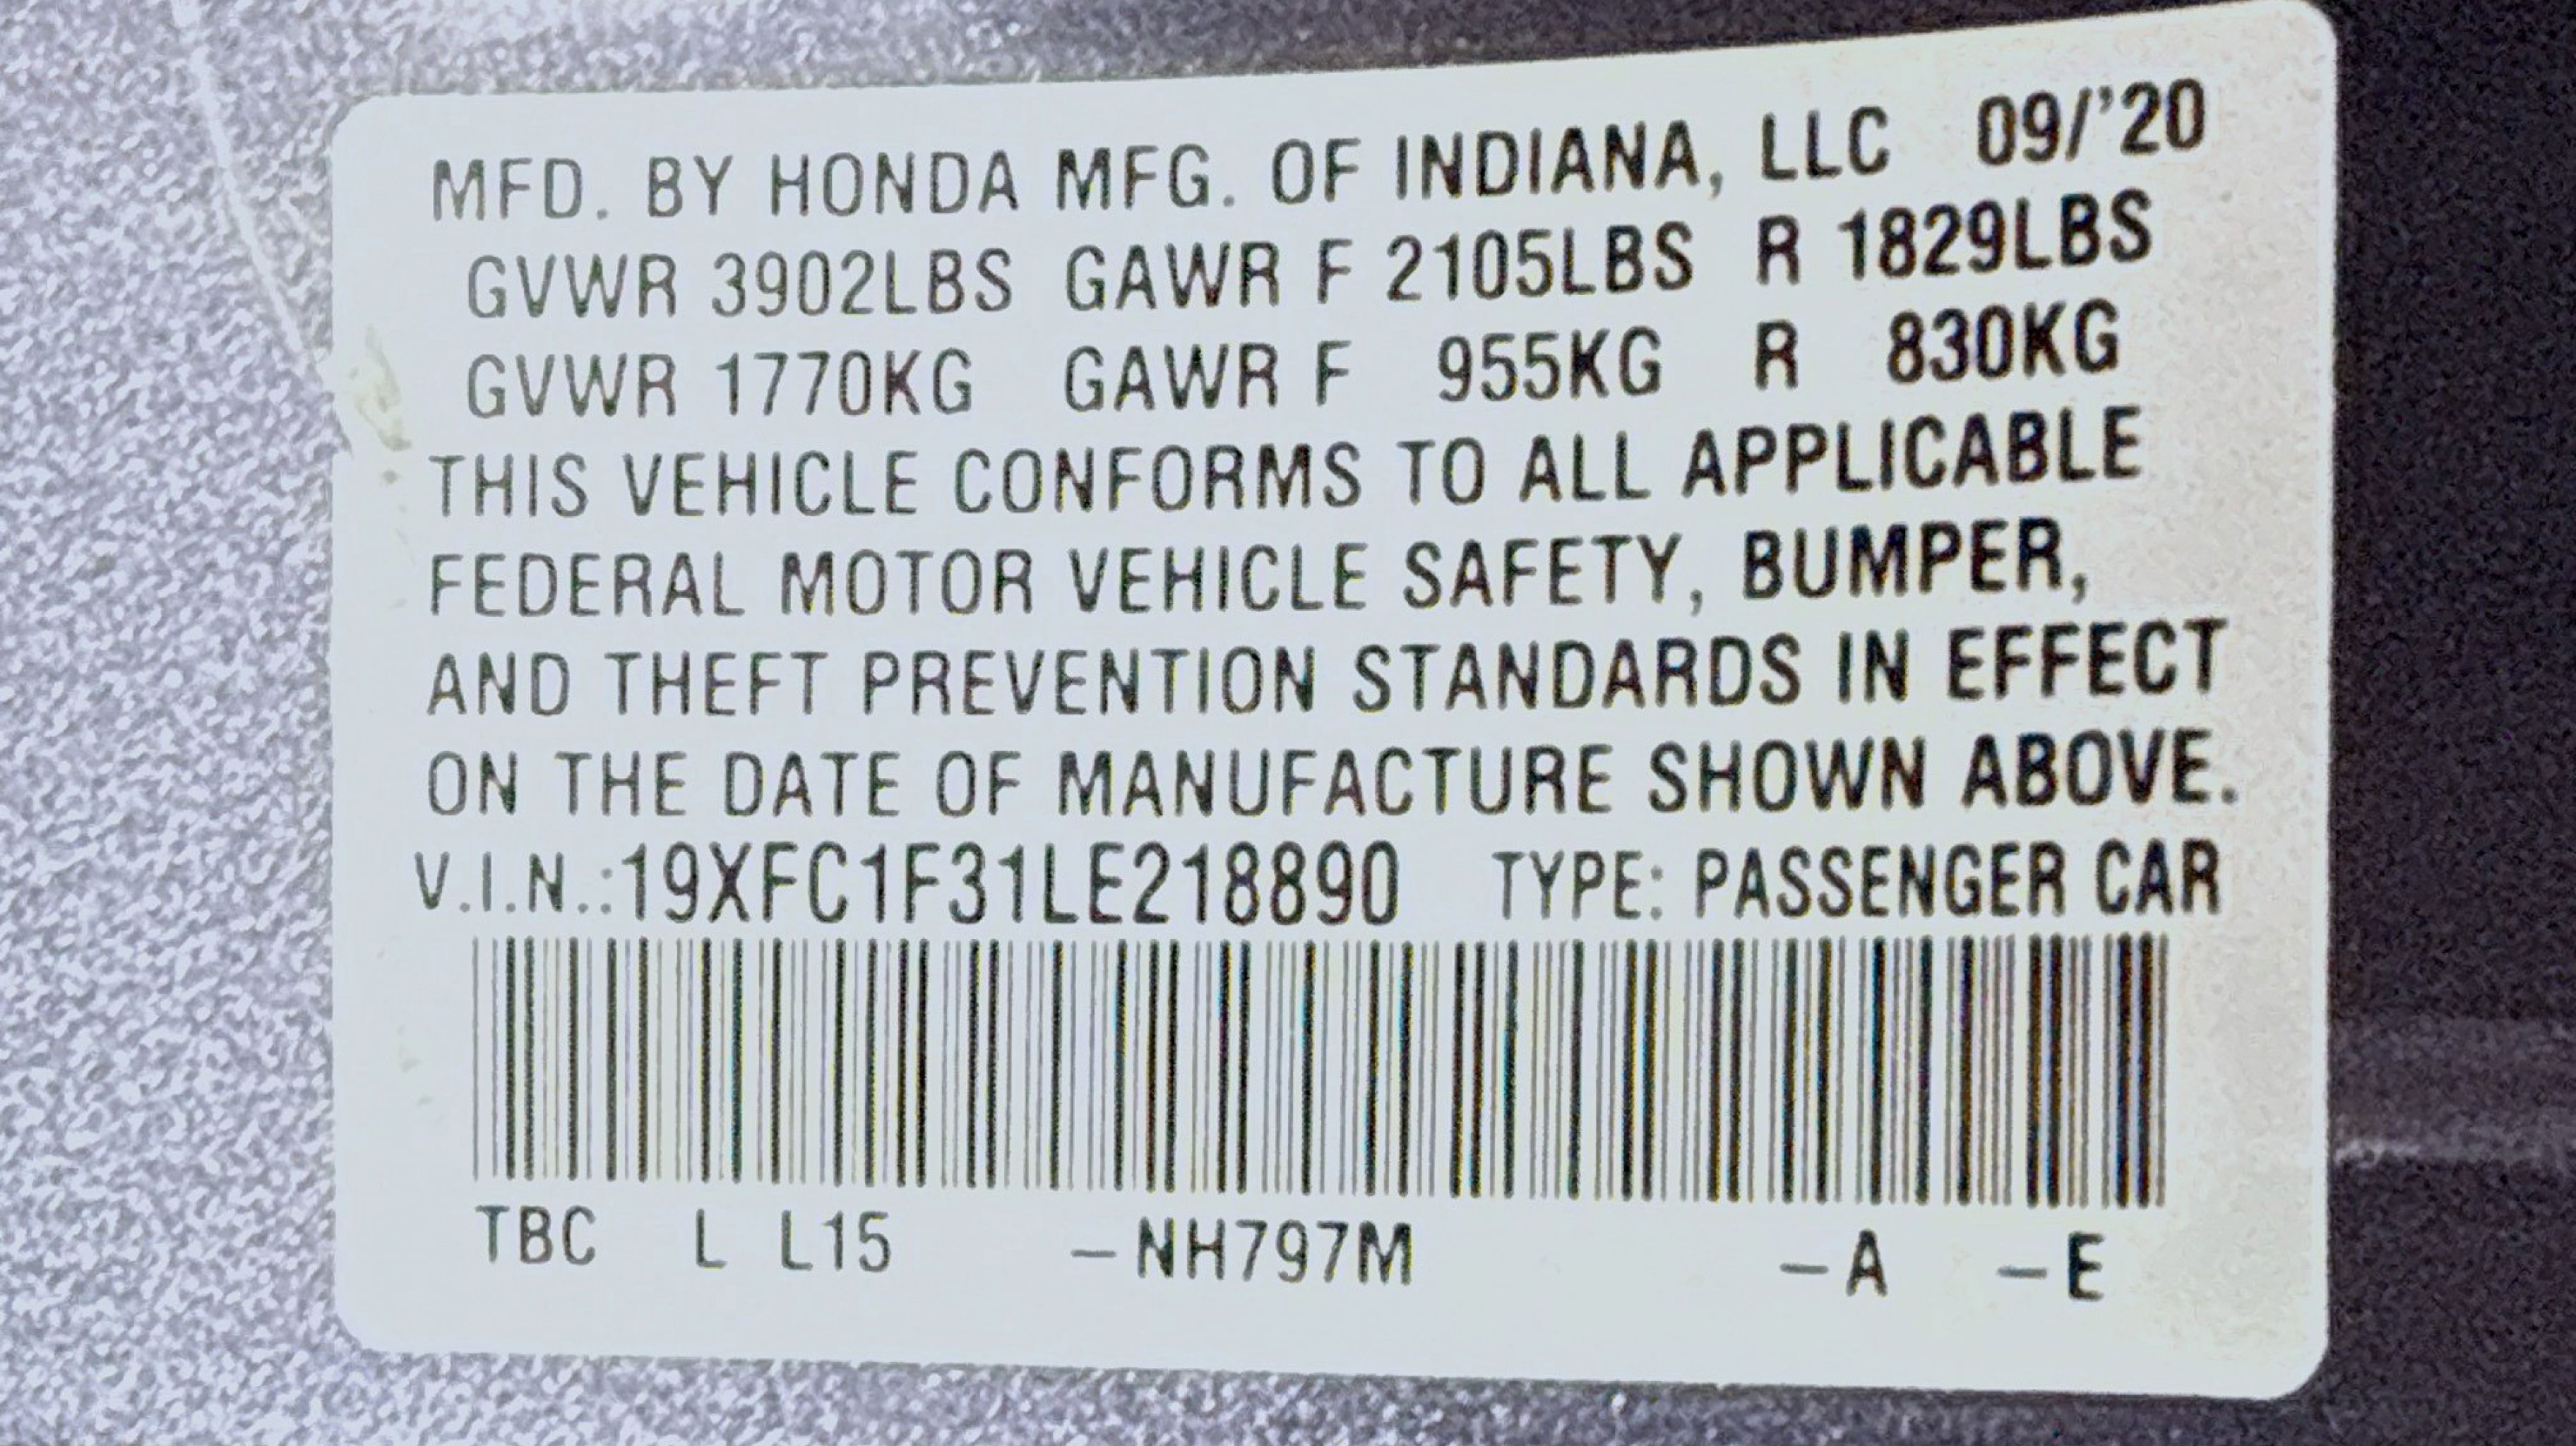 MFD. BY HONDA MFG. OF INDIANA, LLC 09/'20
GVWR 3902LBS GAWR F 2105LBS R 1829LBS
GVWR 1770KG GAWR F 955KG R 830KG
THIS VEHICLE CONFORMS TO ALL APPLICABLE
FEDERAL MOTOR VEHICLE SAFETY, BUMPER,
AND THEFT PREVENTION STANDARDS IN EFFECT
ON THE DATE OF MANUFACTURE SHOWN ABOVE.
V.I.N.:19XFC1F31LE218890 TYPE: PASSENGER CAR
TBC L L15 –NH797M –A –E